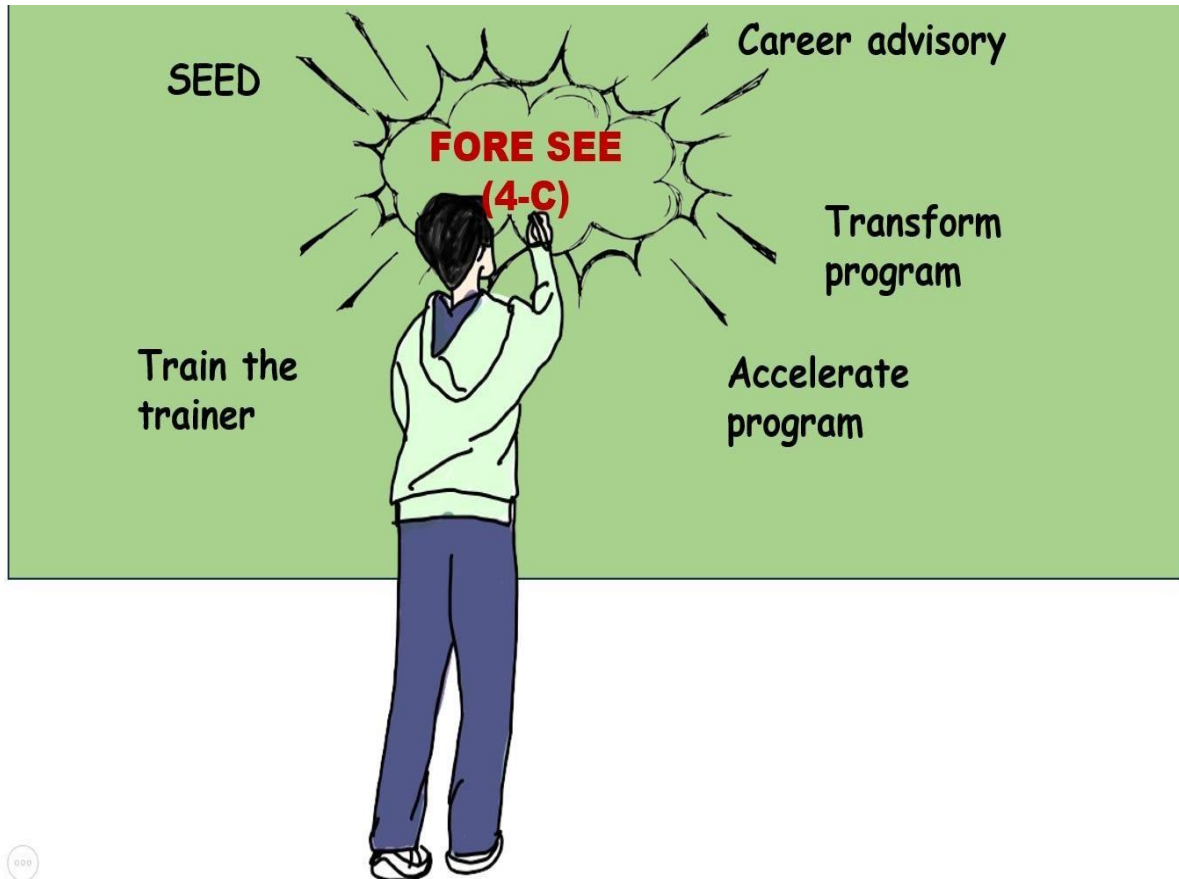 SEED
Career advisory
FORE SEE
(4-C)
Transform
program
Train the
trainer
Accelerate
program